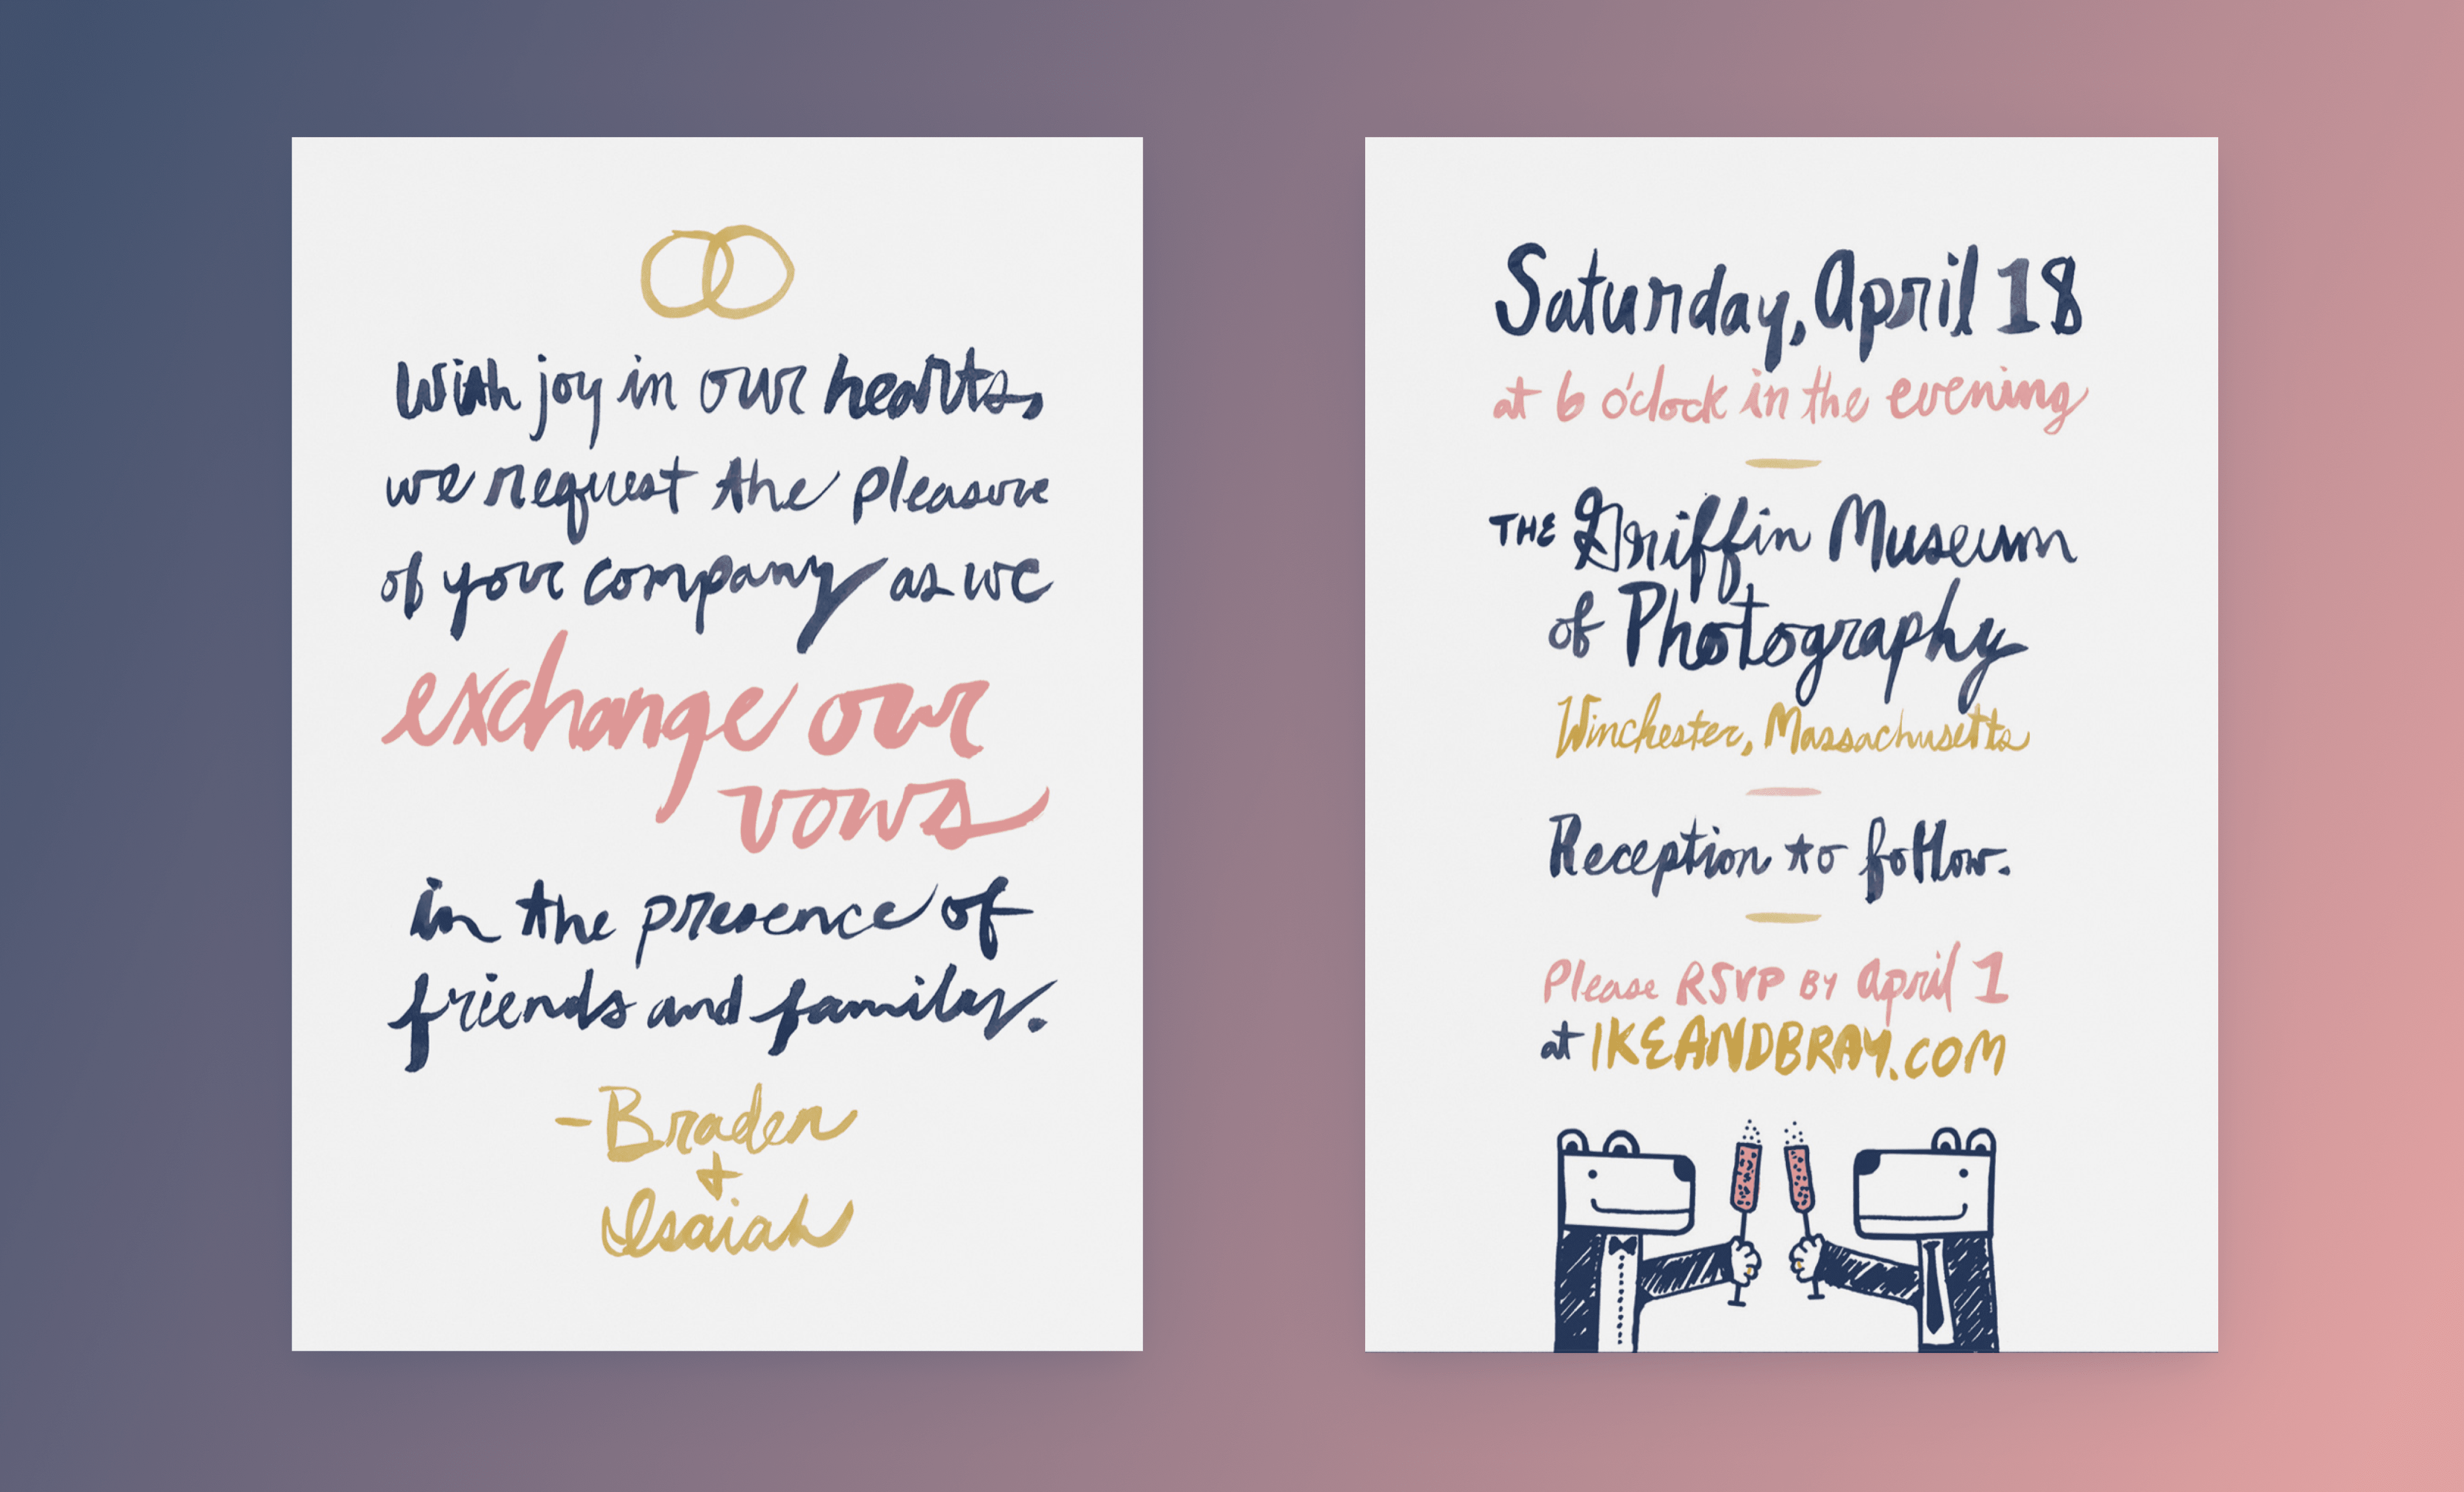 With joy in our hearts,
we request the pleasure
of your company as we
exchange our
vows
in the presence of
friends and family.
-Braden
+
Isaiah
Saturday, April 18
at 6 o'clock in the evening
THE Griffin Museum
of Photography
Winchester, Massachusetts
Reception to follow.
Please RSVP BY April 1
at IKEANDBRAY.COM